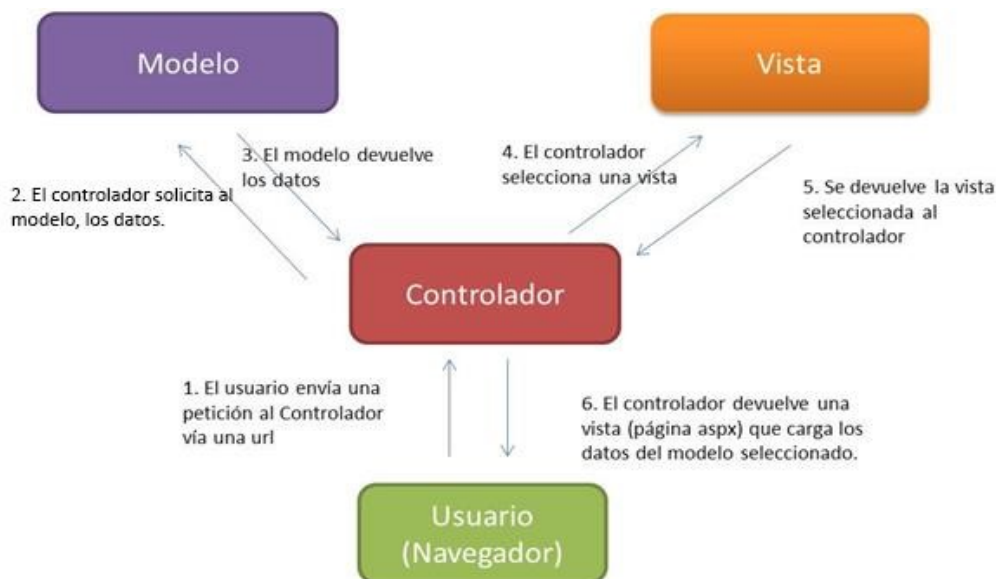 Modelo
Vista
3. El modelo devuelve
los datos
4. El controlador
selecciona una vista
2. El controlador solicita al
modelo, los datos.
5. Se devuelve la vista
seleccionada al
controlador
Controlador
1. El usuario envía una
petición al Controlador
vía una url
6. El controlador devuelve una
vista (página aspx) que carga los
datos del modelo seleccionado.
Usuario
(Navegador)